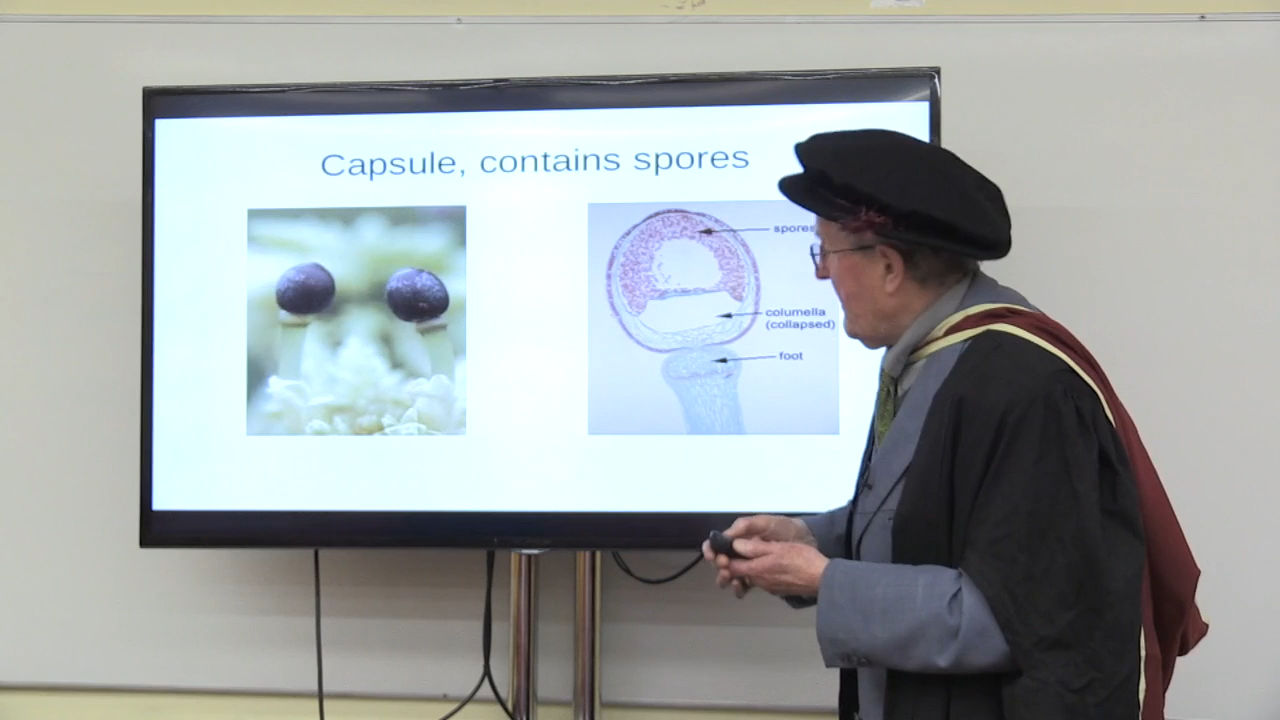 Capsule, contains spores
spores
columella
(collapsed)
foot